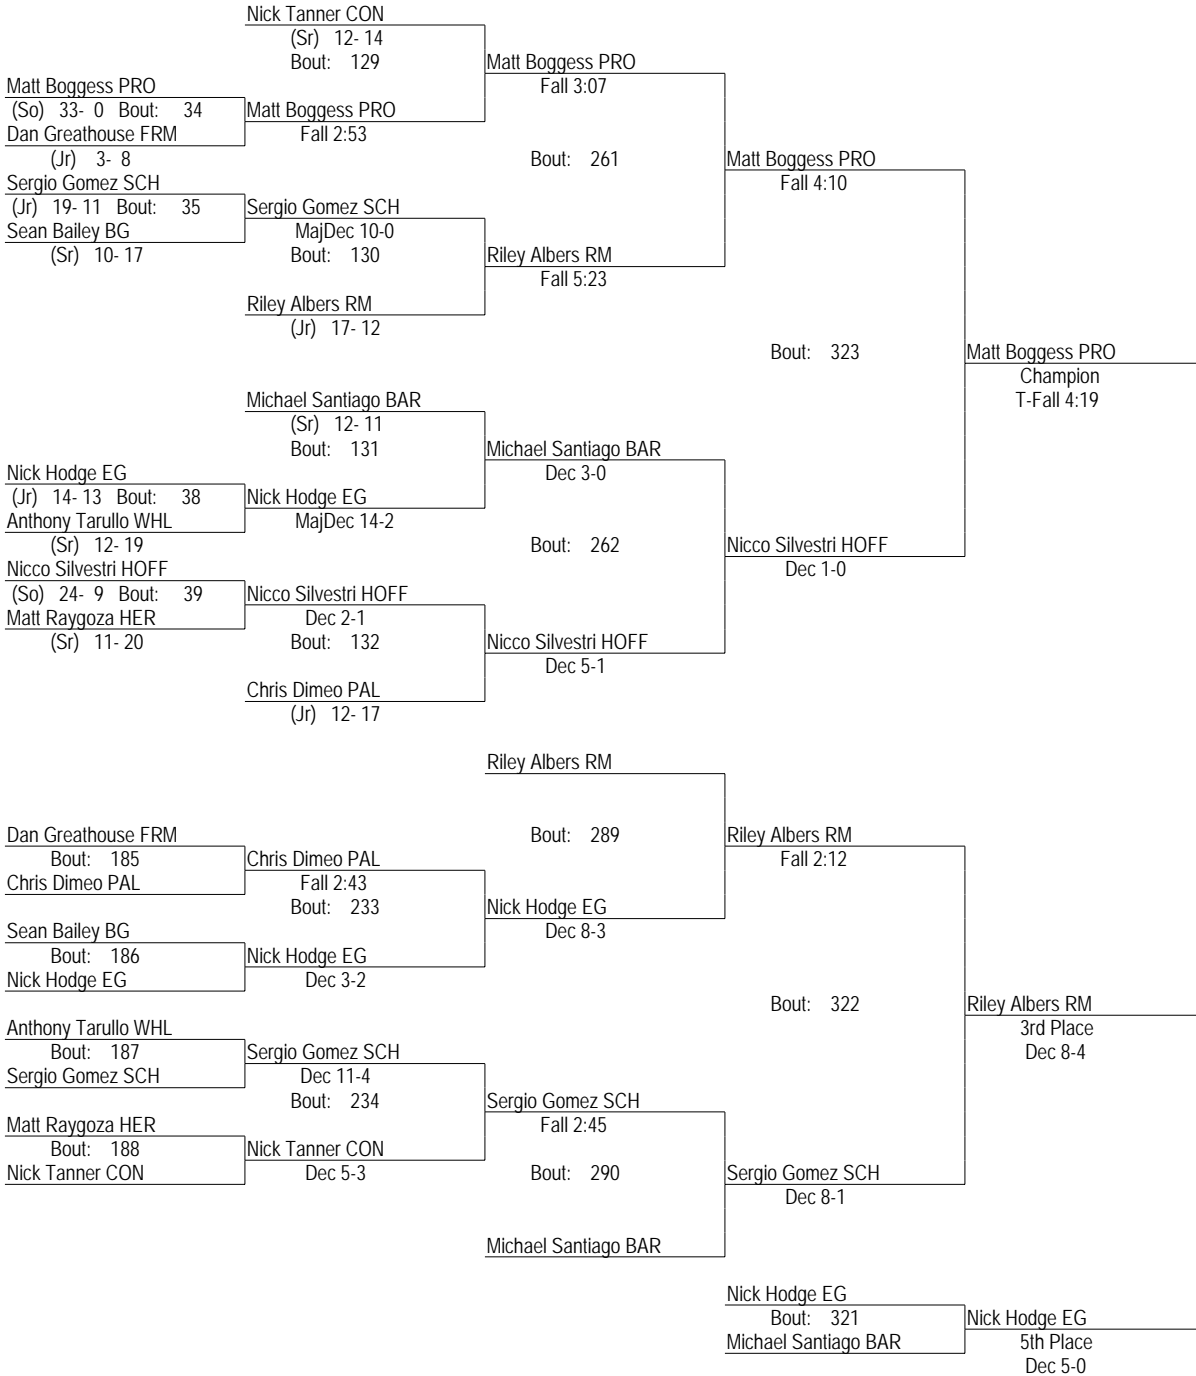 Nick Tanner CON
(Sr) 12- 14
Bout: 129
Matt Boggess PRO
Fall 3:07
Matt Boggess PRO
(So) 33- 0 Bout: 34
Dan Greathouse FRM
(Jr) 3- 8
Matt Boggess PRO
Fall 2:53
Bout: 261
Matt Boggess PRO
Fall 4:10
Sergio Gomez SCH
(Jr) 19- 11 Bout: 35
Sean Bailey BG
(Sr) 10- 17
Sergio Gomez SCH
MajDec 10-0
Bout: 130
Riley Albers RM
Fall 5:23
Riley Albers RM
(Jr) 17- 12
Bout: 323
Matt Boggess PRO
Champion
T-Fall 4:19
Michael Santiago BAR
(Sr) 12- 11
Bout: 131
Michael Santiago BAR
Dec 3-0
Nick Hodge EG
(Jr) 14- 13 Bout: 38
Anthony Tarullo WHL
(Sr) 12- 19
Nick Hodge EG
MajDec 14-2
Bout: 262
Nicco Silvestri HOFF
Dec 1-0
Nicco Silvestri HOFF
(So) 24- 9 Bout: 39
Matt Raygoza HER
(Sr) 11- 20
Nicco Silvestri HOFF
Dec 2-1
Bout: 132
Nicco Silvestri HOFF
Dec 5-1
Chris Dimeo PAL
(Jr) 12- 17
Riley Albers RM
Bout: 289
Riley Albers RM
Fall 2:12
Dan Greathouse FRM
Bout: 185
Chris Dimeo PAL
Chris Dimeo PAL
Fall 2:43
Bout: 233
Nick Hodge EG
Dec 8-3
Sean Bailey BG
Bout: 186
Nick Hodge EG
Nick Hodge EG
Dec 3-2
Bout: 322
Riley Albers RM
3rd Place
Dec 8-4
Anthony Tarullo WHL
Bout: 187
Sergio Gomez SCH
Sergio Gomez SCH
Dec 11-4
Bout: 234
Sergio Gomez SCH
Fall 2:45
Matt Raygoza HER
Bout: 188
Nick Tanner CON
Nick Tanner CON
Dec 5-3
Bout: 290
Sergio Gomez SCH
Dec 8-1
Michael Santiago BAR
Nick Hodge EG
Bout: 321
Michael Santiago BAR
Nick Hodge EG
5th Place
Dec 5-0